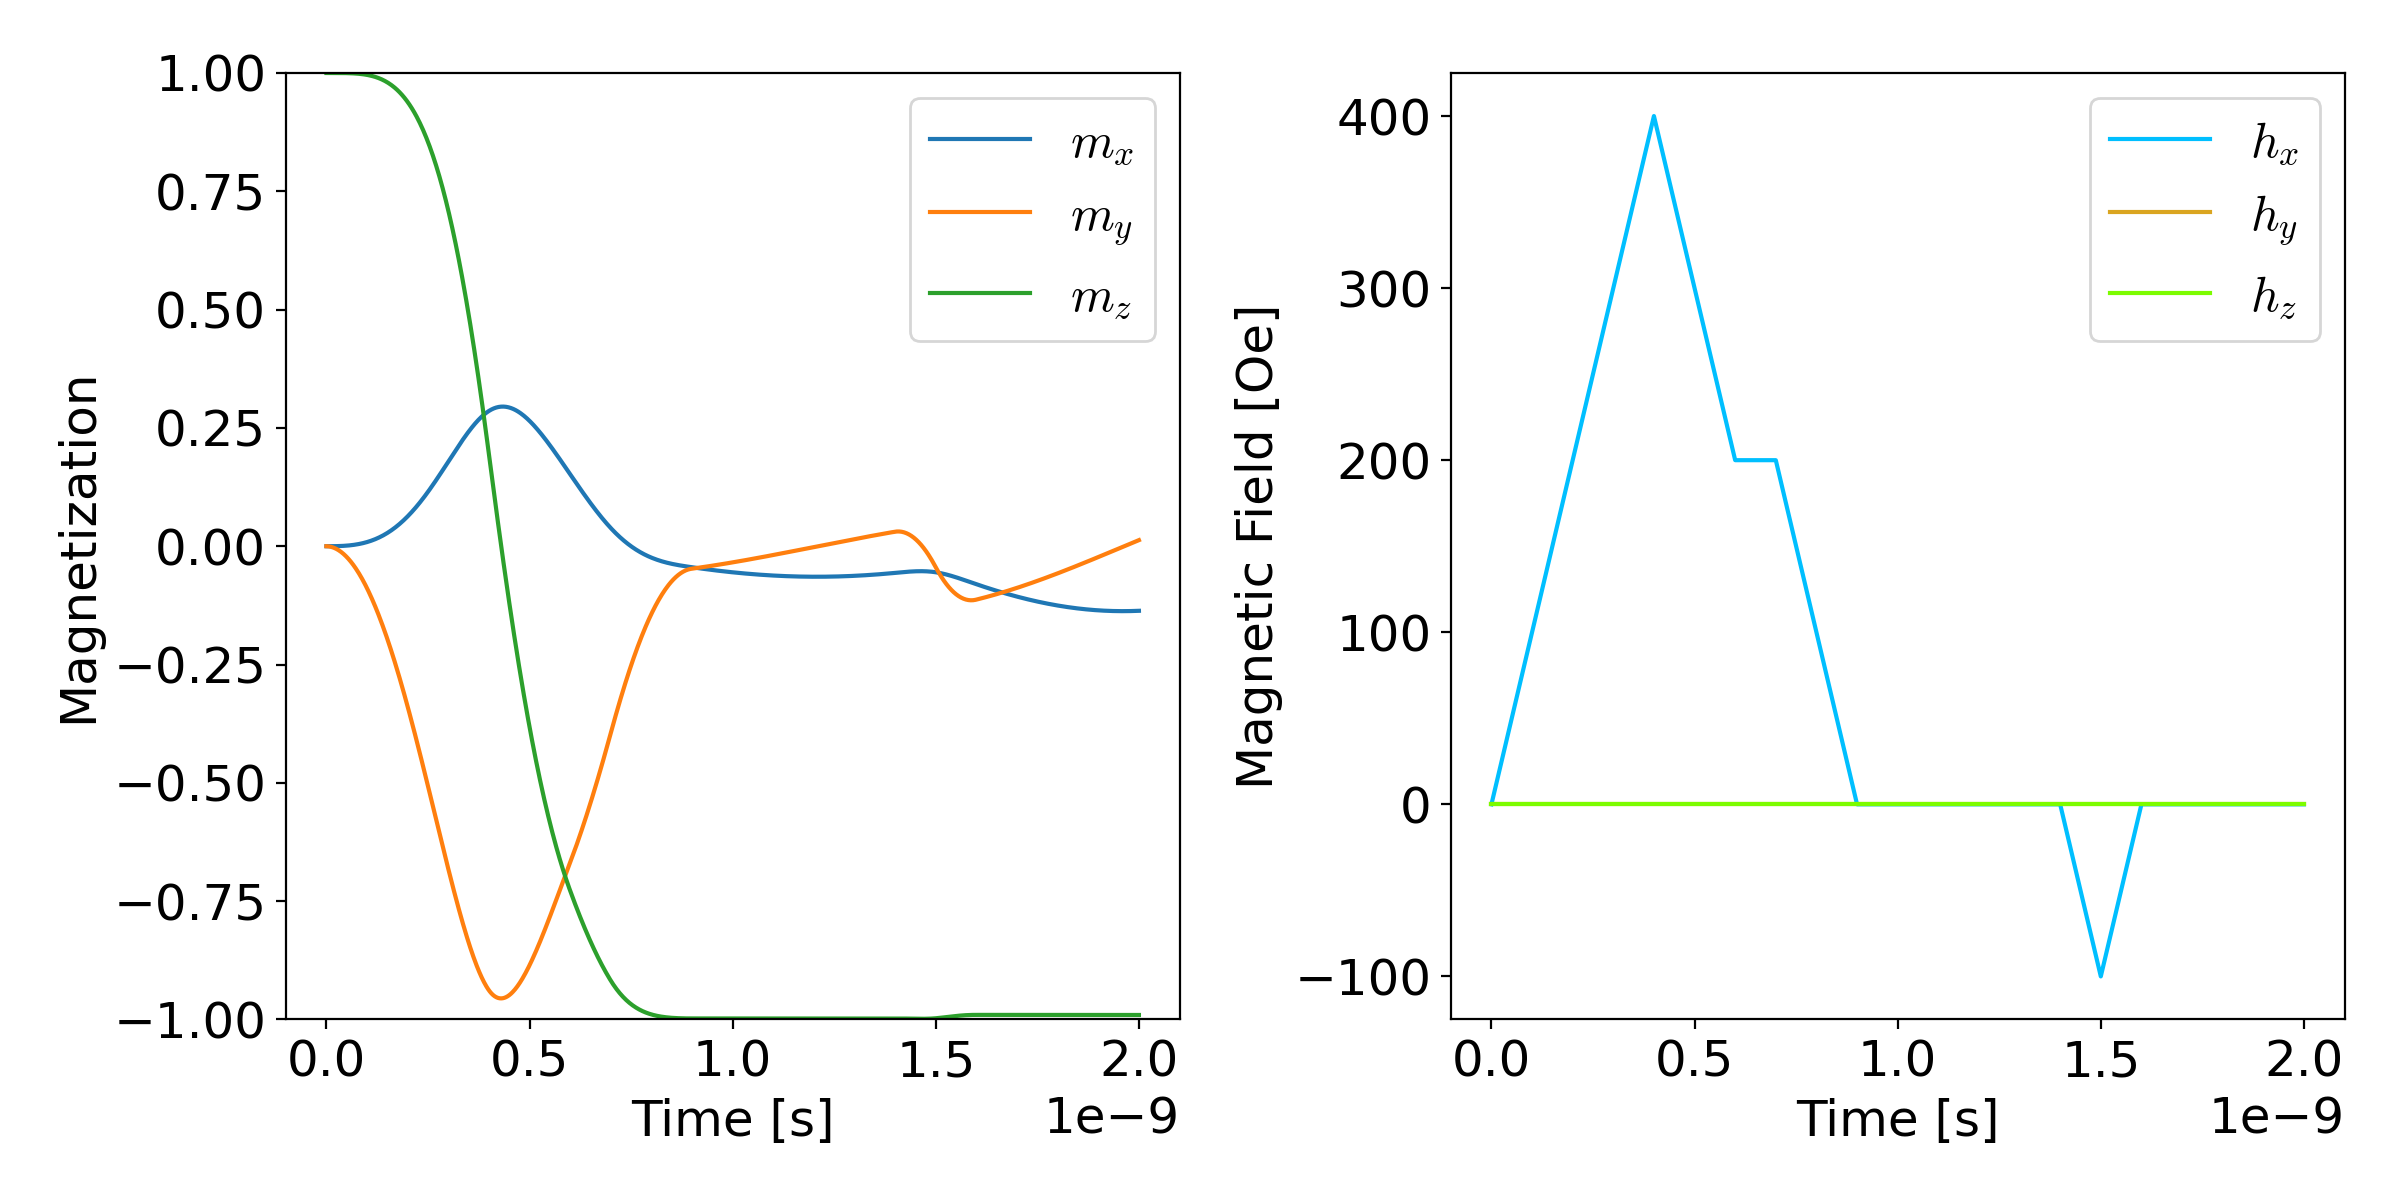 1.00
0.75
0.50
0.25
0.00
−0.25
−0.50
−0.75
−1.00
Magnetization
0.0 0.5 1.0 1.5 2.0
Time [s]
1e−9
m_x
m_y
m_z
400
300
200
100
0
−100
Magnetic Field [Oe]
0.0 0.5 1.0 1.5 2.0
Time [s]
1e−9
h_x
h_y
h_z